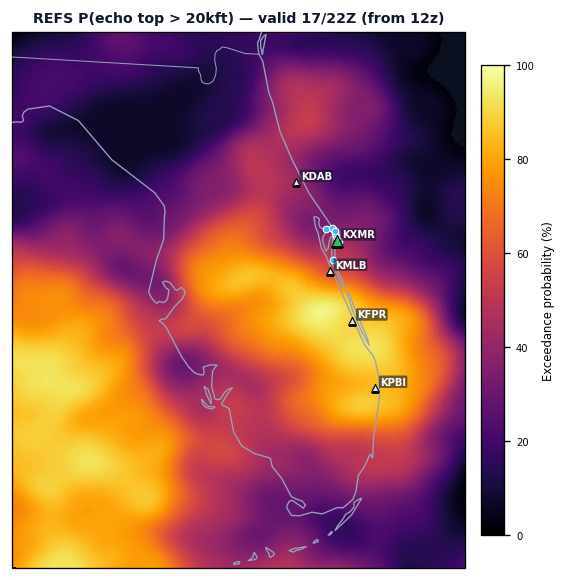 REFS P(echo top > 20kft) — valid 17/22Z (from 12z)
KDAB
KXMR
KMLB
KFPR
KPBI
100
80
60
40
20
0
Exceedance probability (%)